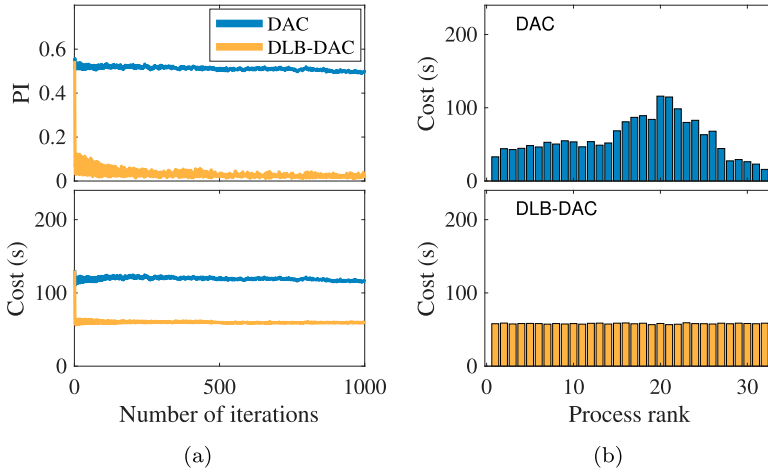 DAC
DLB-DAC
PI
0.6
0.4
0.2
0
Cost (s)
200
100
0
0 500 1000
Number of iterations
(a)
DAC
Cost (s)
200
100
0
DLB-DAC
Cost (s)
200
100
0
0 10 20 30
Process rank
(b)